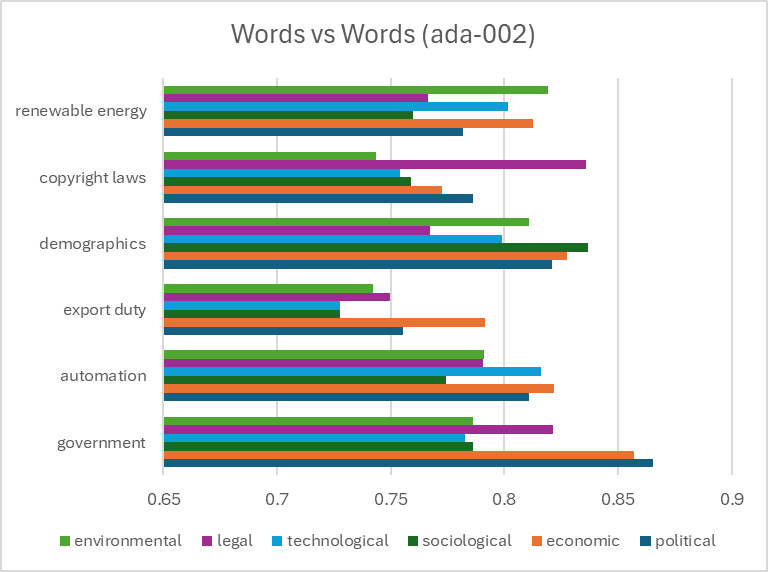 Words vs Words (ada-002)
renewable energy
copyright laws
demographics
export duty
automation
government
0.65 0.7 0.75 0.8 0.85 0.9
environmental legal technological sociological economic political